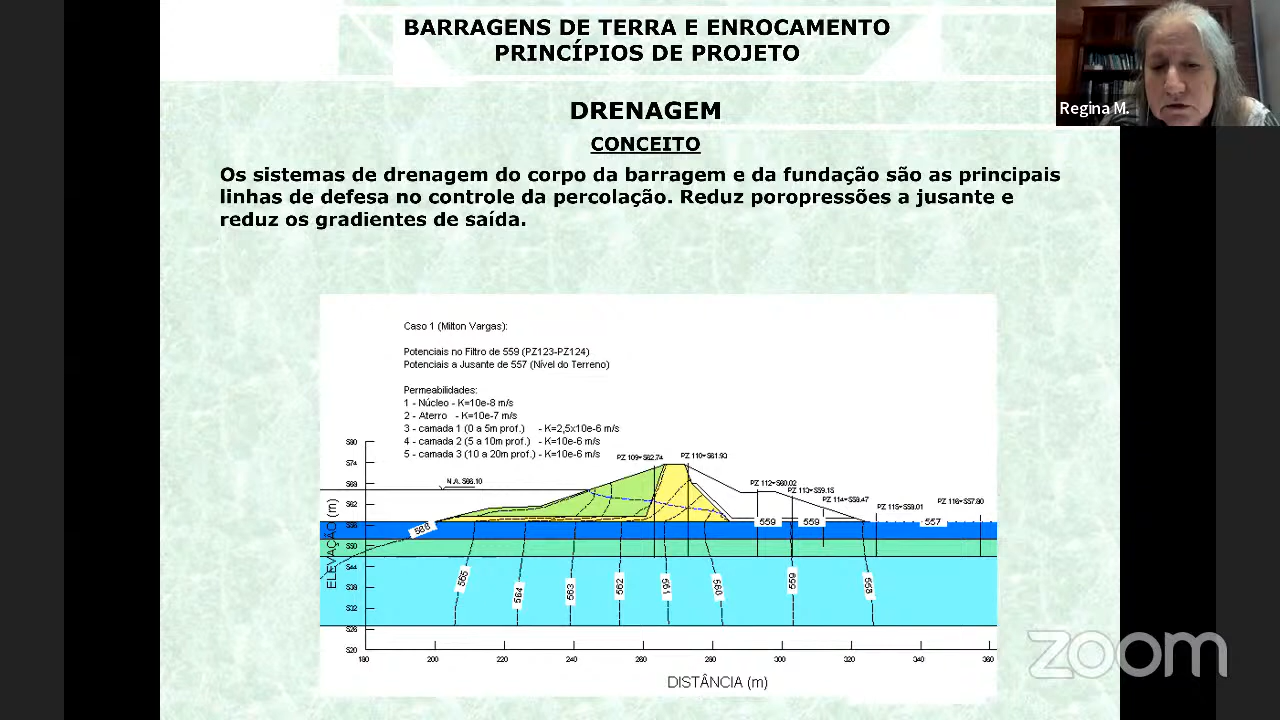 BARRAGENS DE TERRA E ENROCAMENTO
PRINCÍPIOS DE PROJETO
Regina M.
DRENAGEM
CONCEITO
Os sistemas de drenagem do corpo da barragem e da fundação são as principais
linhas de defesa no controle da percolação. Reduz poropressões a jusante e
reduz os gradientes de saída.
Caso 1 (Milton Vargas):
Potenciais no Filtro de 559 (PZ123-PZ124)
Potenciais a Jusante de 557 (Nível do Terreno)
Permeabilidades:
1 - Núcleo - K=10e-8 m/s
2 - Aterro - K=10e-7 m/s
3 - camada 1 (0 a 5m prof.) - K=2,5x10e-6 m/s
4 - camada 2 (5 a 10m prof.) - K=10e-6 m/s
5 - camada 3 (10 a 20m prof.) - K=10e-6 m/s
PZ 109=562.74
PZ 110=561.90
N.A. 566.10
PZ 112=560.02
PZ 113=559.15
PZ 114=559.47
PZ 115=559.01
PZ 116=557.80
580
574
568
562
556
550
544
538
532
526
520
ELEVAÇÃO (m)
566
559
559
557
565
564
563
562
561
560
559
558
180
200
220
240
260
280
300
320
340
360
DISTÂNCIA (m)
zoom